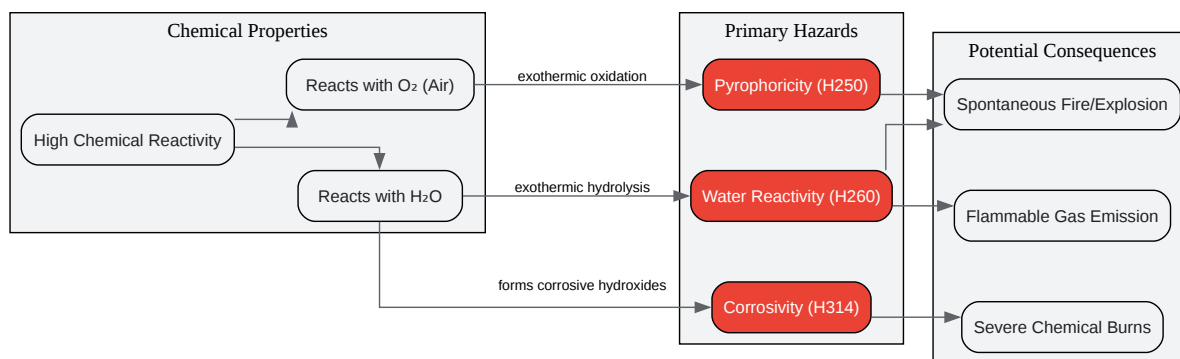 Chemical Properties
Reacts with O₂ (Air)
High Chemical Reactivity
Reacts with H₂O
exothermic oxidation
exothermic hydrolysis
forms corrosive hydroxides
Primary Hazards
Pyrophoricity (H250)
Water Reactivity (H260)
Corrosivity (H314)
Potential Consequences
Spontaneous Fire/Explosion
Flammable Gas Emission
Severe Chemical Burns